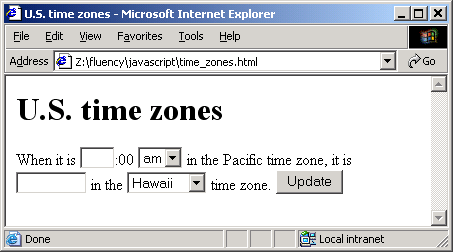 U.S. time zones - Microsoft Internet Explorer
File Edit View Favorites Tools Help
Address Z:\fluency\javascript\time_zones.html Go
U.S. time zones
When it is :00 am in the Pacific time zone, it is
in the Hawaii time zone. Update
Done Local intranet